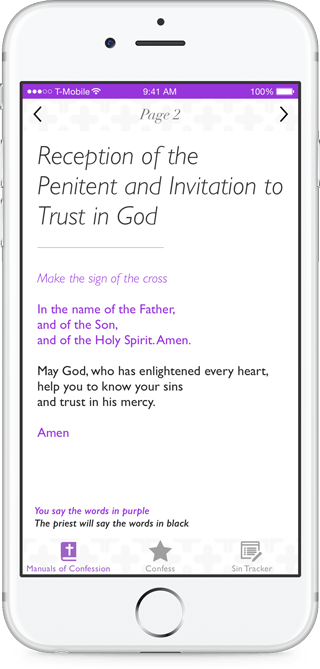 T-Mobile 9:41 AM 100%
Page 2
Reception of the
Penitent and Invitation to
Trust in God
Make the sign of the cross
In the name of the Father,
and of the Son,
and of the Holy Spirit. Amen.
May God, who has enlightened every heart,
help you to know your sins
and trust in his mercy.
Amen
You say the words in purple
The priest will say the words in black
Manuals of Confession Confess Sin Tracker